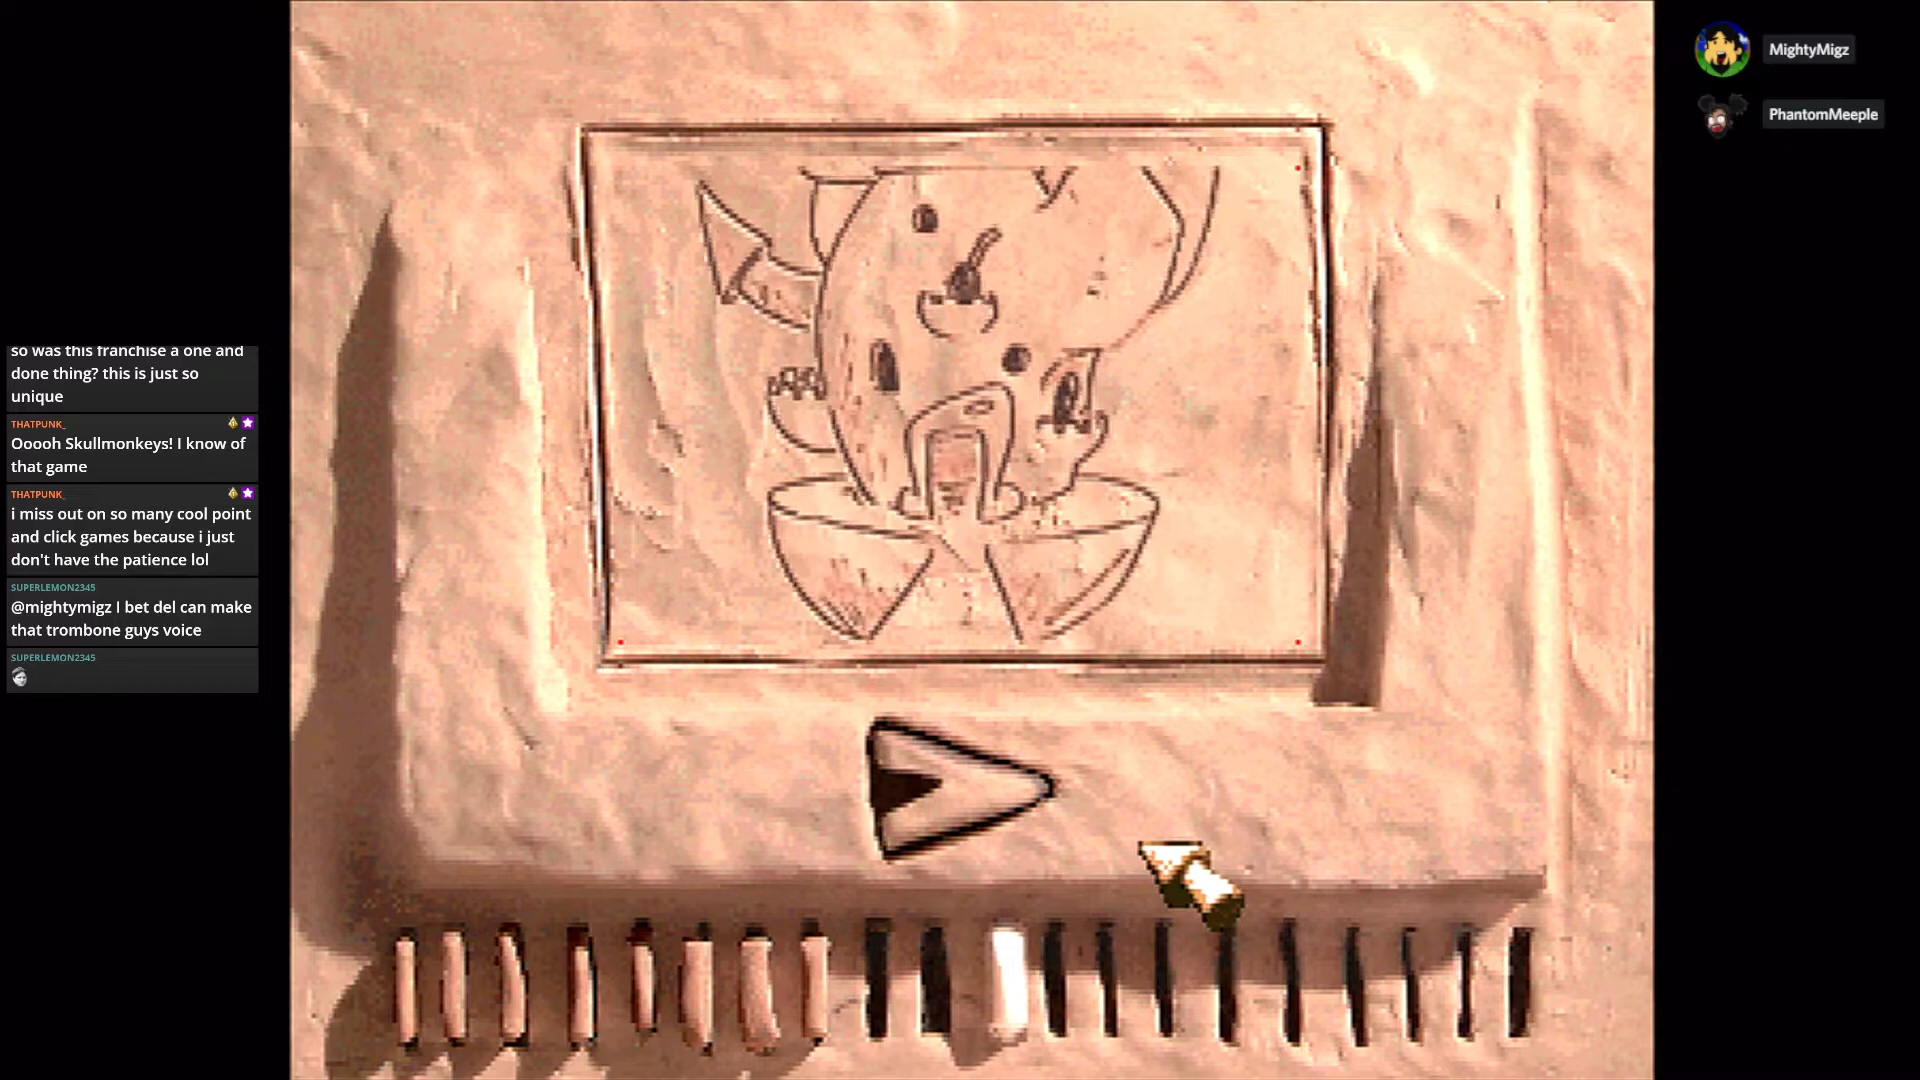 MightyMigz
PhantomMeeple
so was this franchise a one and
done thing? this is just so
unique
THATPUNK_
Ooooh Skullmonkeys! I know of
that game
THATPUNK_
i miss out on so many cool point
and click games because i just
don't have the patience lol
SUPERLEMON2345
@mightymigz I bet del can make
that trombone guys voice
SUPERLEMON2345